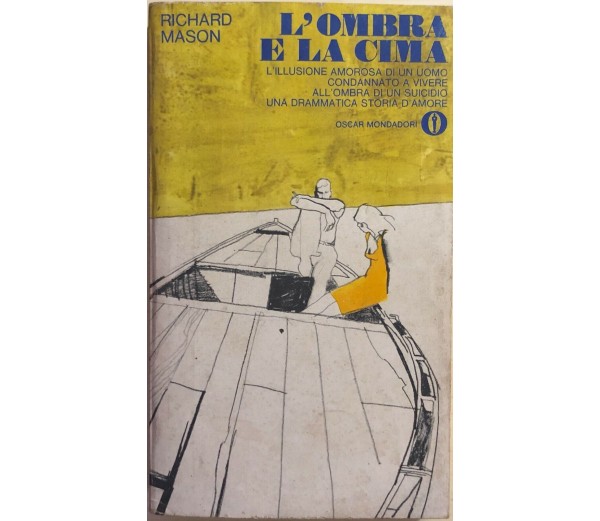 RICHARD
MASON
L'OMBRA
E LA CIMA
L'ILLUSIONE AMOROSA DI UN UOMO
CONDANNATO A VIVERE
ALL'OMBRA DI UN SUICIDIO
UNA DRAMMATICA STORIA D'AMORE
OSCAR MONDADORI